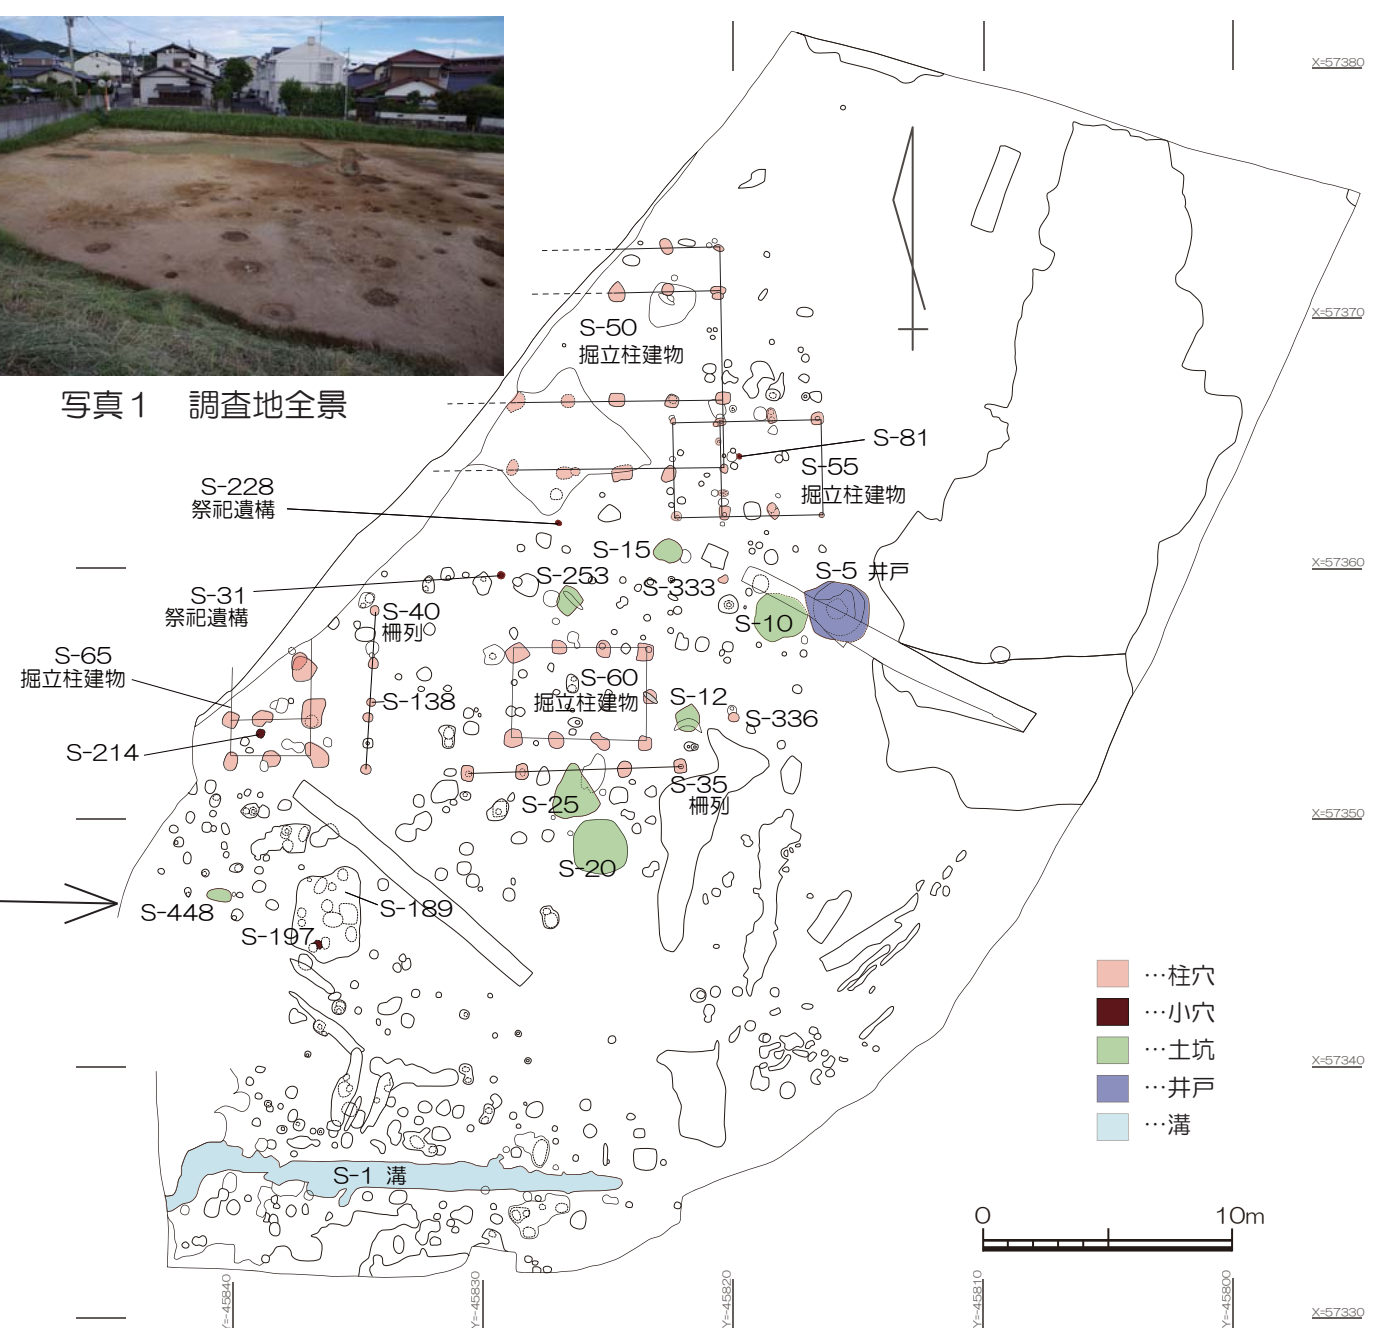 X=57380
X=57370
S-50
掘立柱建物
写真1 調査地全景
S-81
S-55
掘立柱建物
S-228
祭祀遺構
S-15
X=57360
S-253
S-333
S-5 井戸
S-31
祭祀遺構
S-40
柵列
S-10
S-65
掘立柱建物
S-60
掘立柱建物
S-138
S-12
S-336
S-214
S-35
柵列
S-25
X=57350
S-20
S-448
S-189
S-197
…柱穴
…小穴
…土坑
…井戸
…溝
X=57340
S-1 溝
0 10m
Y=-45840
Y=-45830
Y=-45820
Y=-45810
Y=-45800
X=57330